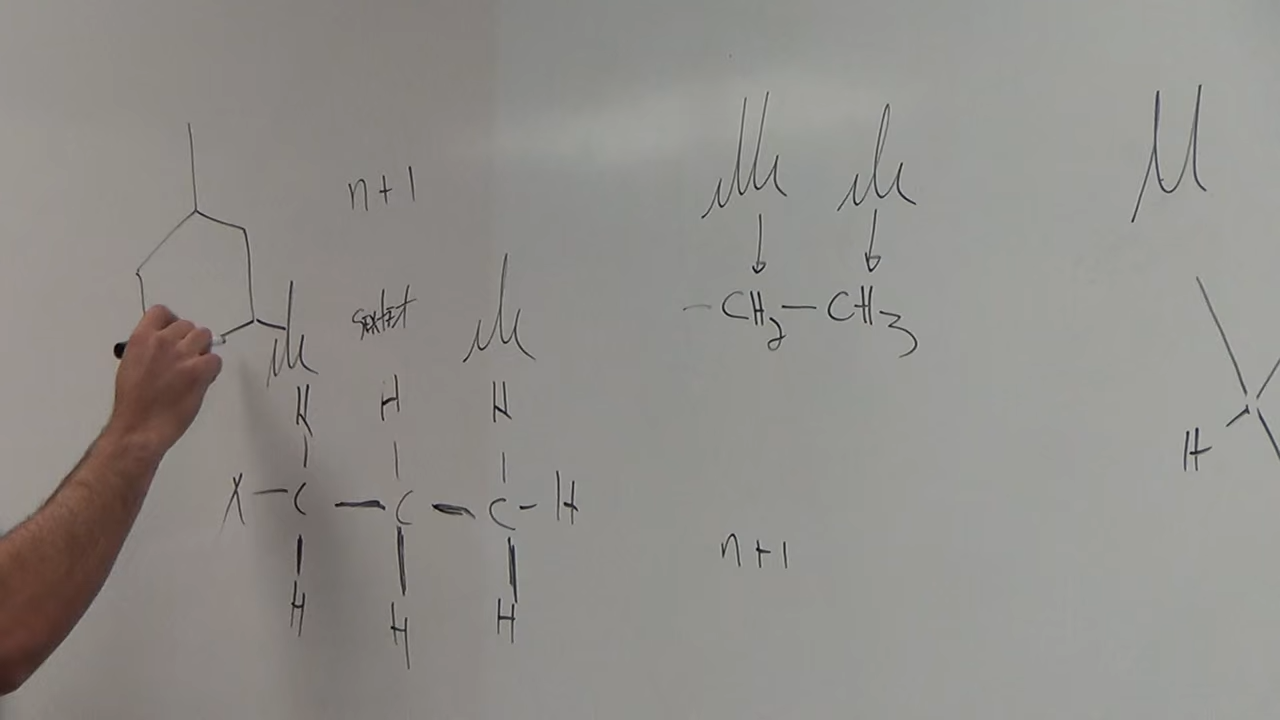 n+1
sextet
H H H
X-C-C-C-H
H H H
-CH2-CH3
n+1
H